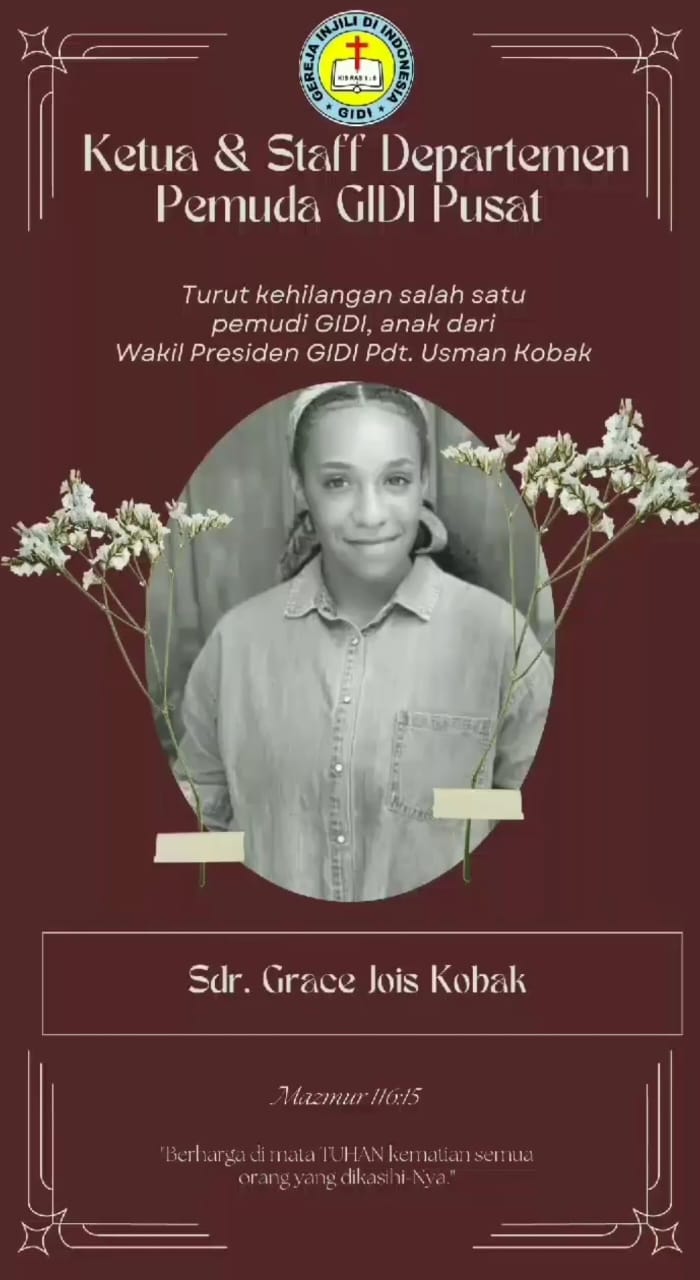 GEREJA INJILI DI INDONESIA
GIDI
Ketua & Staff Departemen
Pemuda GIDI Pusat
Turut kehilangan salah satu
pemudi GIDI, anak dari
Wakil Presiden GIDI Pdt. Usman Kobak
Sdr. Grace Jois Kobak
Mazmur 116:15
"Berharga di mata TUHAN kematian semua
orang yang dikasihi-Nya."